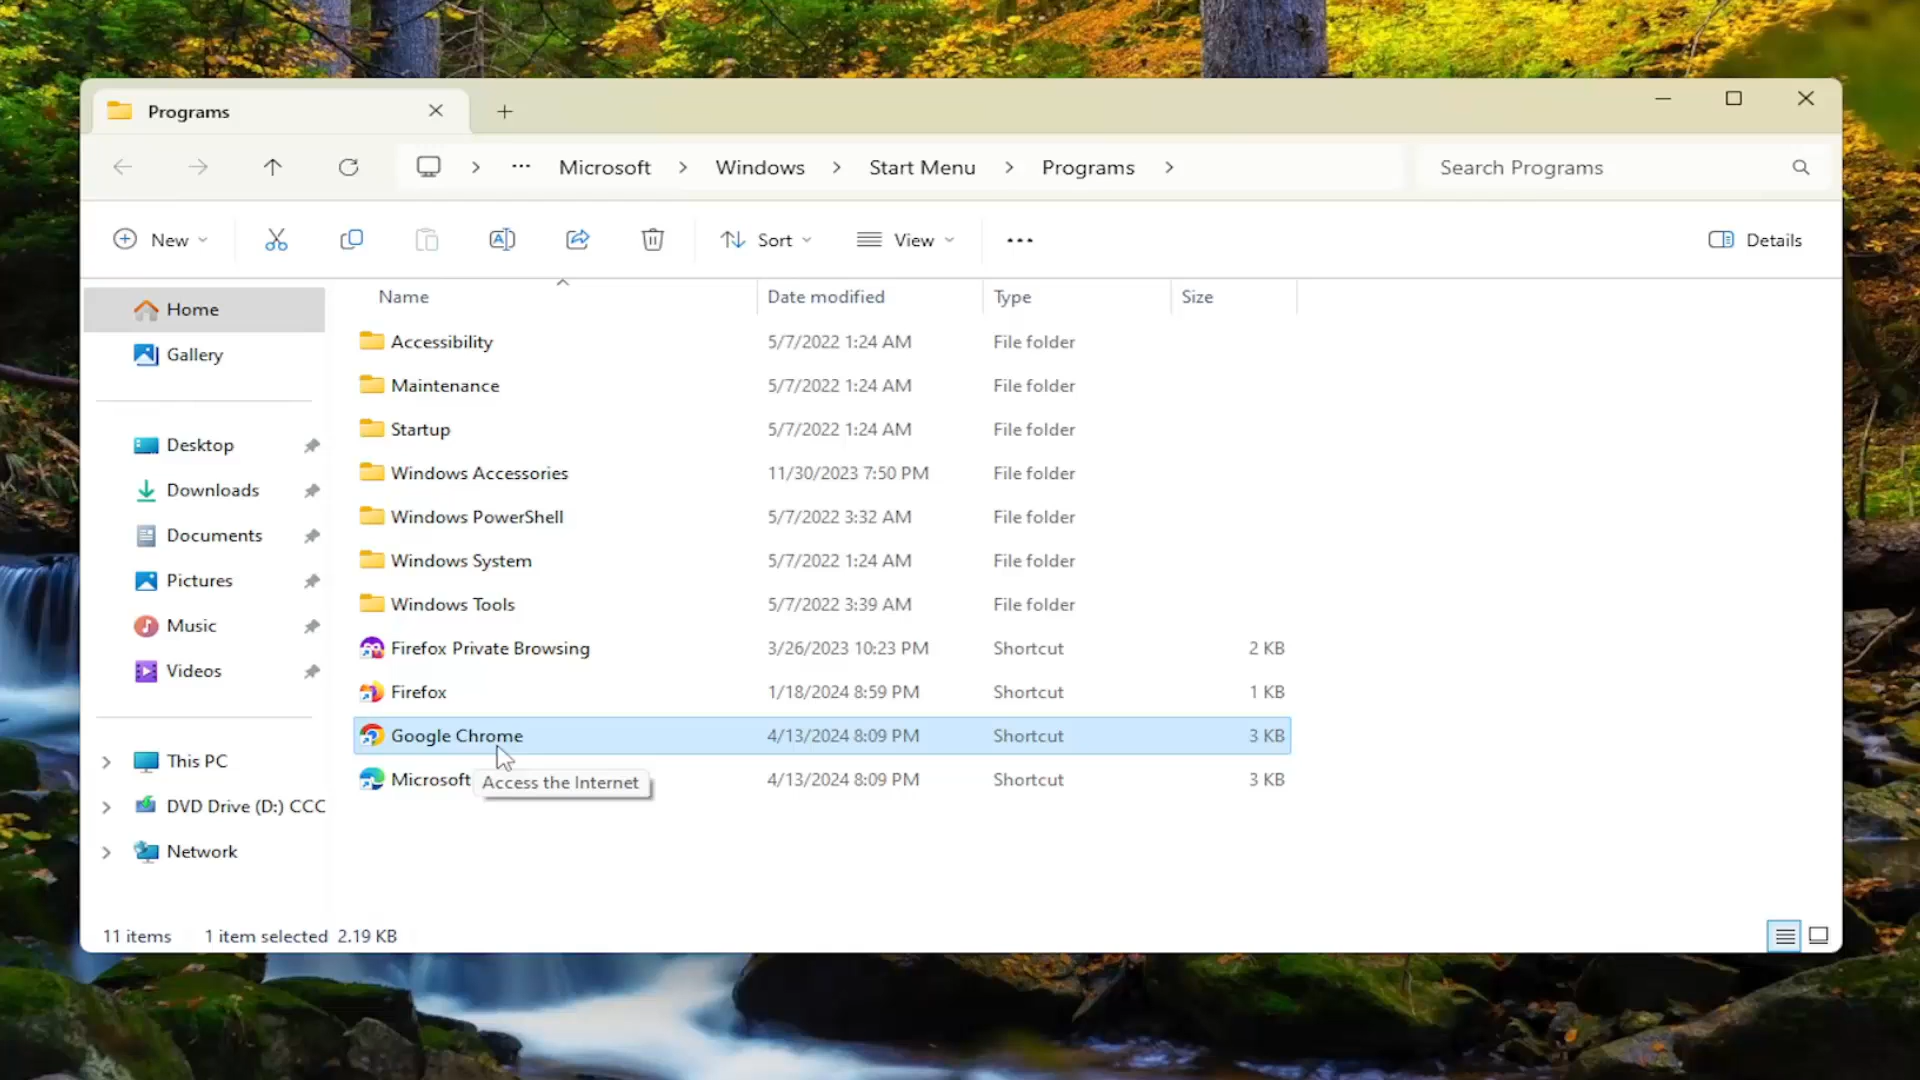 Programs
… Microsoft > Windows > Start Menu > Programs >
Search Programs
New
Sort
View
Details
Home
Gallery
Desktop
Downloads
Documents
Pictures
Music
Videos
This PC
DVD Drive (D:) CCC
Network
Name Date modified Type Size
Accessibility 5/7/2022 1:24 AM File folder
Maintenance 5/7/2022 1:24 AM File folder
Startup 5/7/2022 1:24 AM File folder
Windows Accessories 11/30/2023 7:50 PM File folder
Windows PowerShell 5/7/2022 3:32 AM File folder
Windows System 5/7/2022 1:24 AM File folder
Windows Tools 5/7/2022 3:39 AM File folder
Firefox Private Browsing 3/26/2023 10:23 PM Shortcut 2 KB
Firefox 1/18/2024 8:59 PM Shortcut 1 KB
Google Chrome 4/13/2024 8:09 PM Shortcut 3 KB
Microsoft 4/13/2024 8:09 PM Shortcut 3 KB
Access the Internet
11 items 1 item selected 2.19 KB